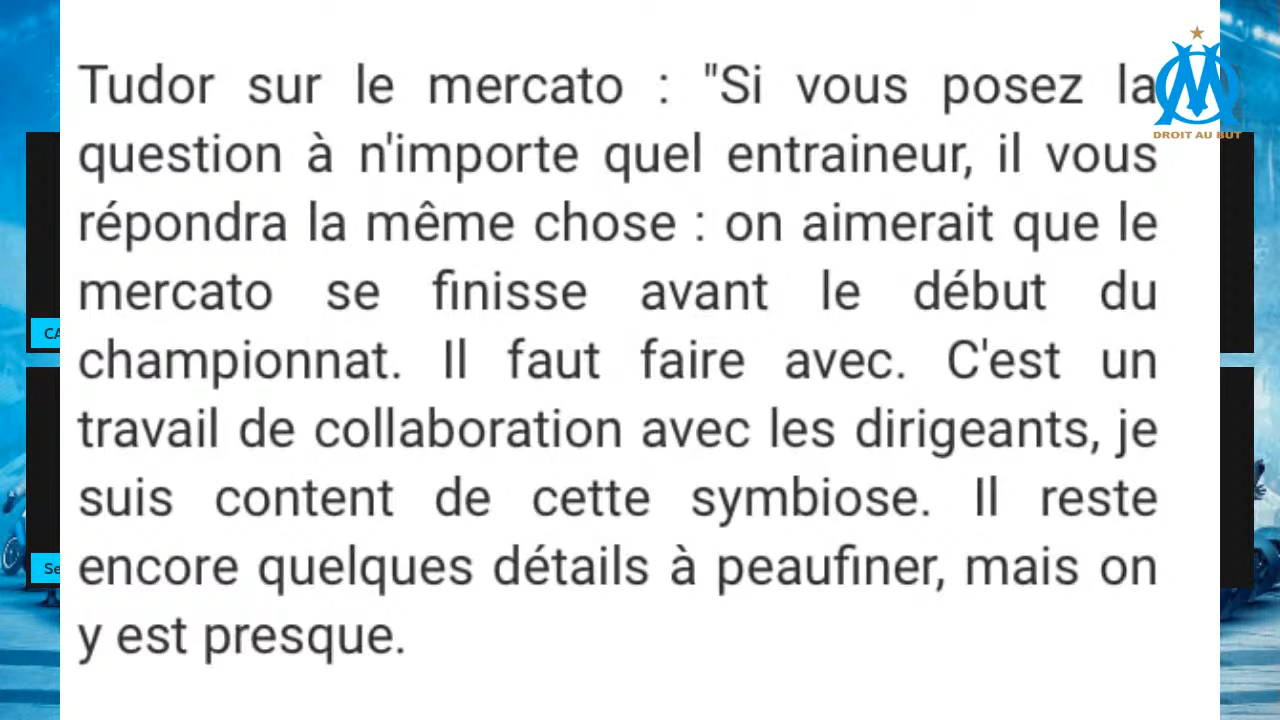 Tudor sur le mercato : "Si vous posez la
question à n'importe quel entraineur, il vous
répondra la même chose : on aimerait que le
mercato se finisse avant le début du
championnat. Il faut faire avec. C'est un
travail de collaboration avec les dirigeants, je
suis content de cette symbiose. Il reste
encore quelques détails à peaufiner, mais on
y est presque.
DROIT AU BUT
CA
Se